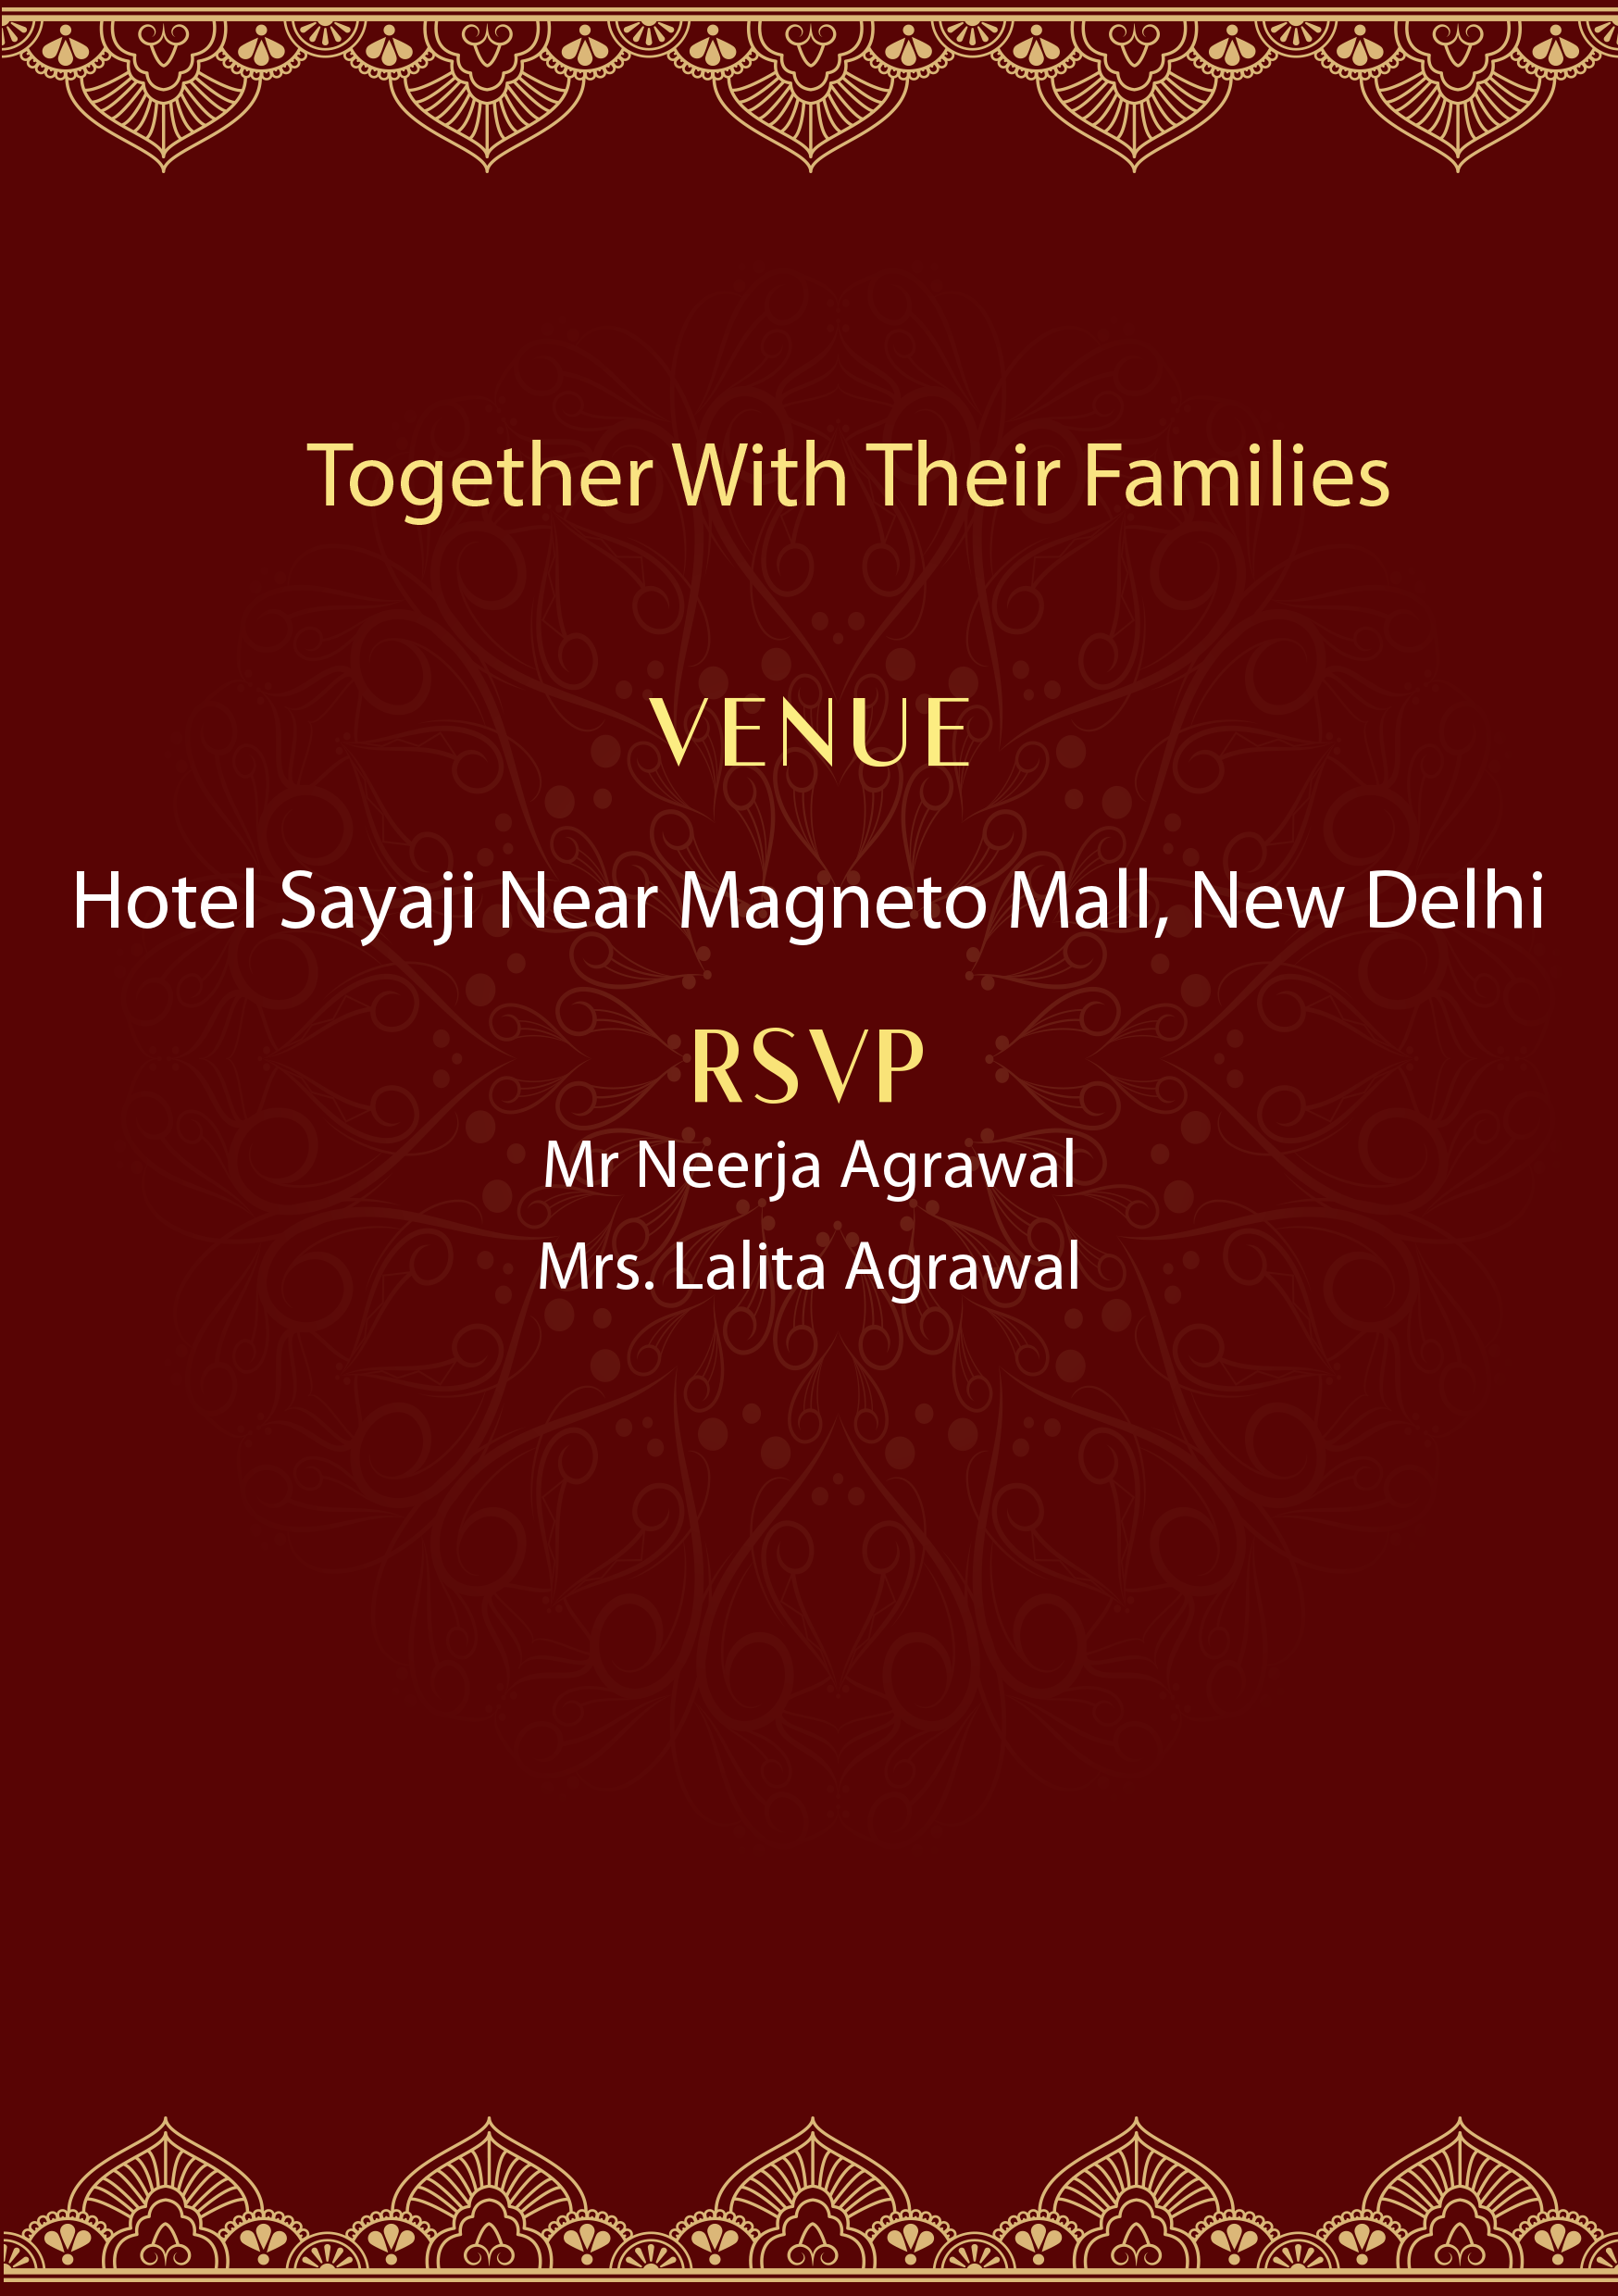 Together With Their Families
VENUE
Hotel Sayaji Near Magneto Mall, New Delhi
RSVP
Mr Neerja Agrawal
Mrs. Lalita Agrawal